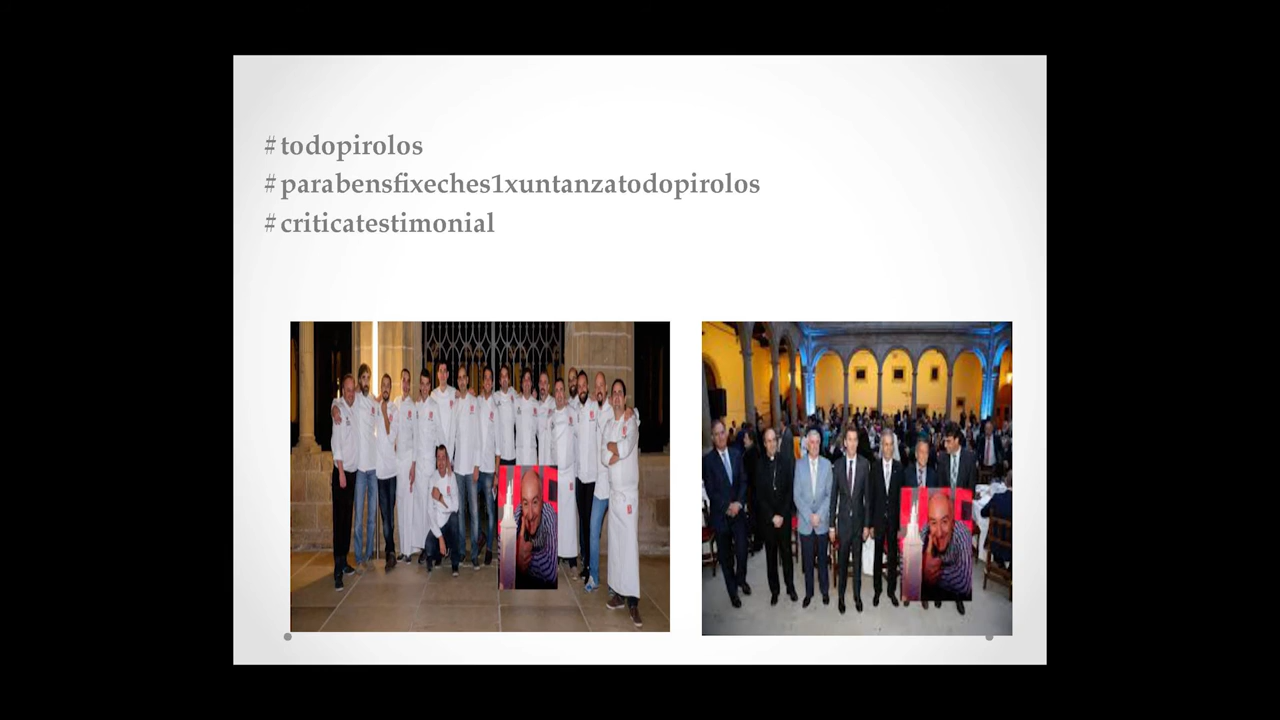 # todopirolos
# parabensfixeches1xuntanzatodopirolos
# criticatestimonial